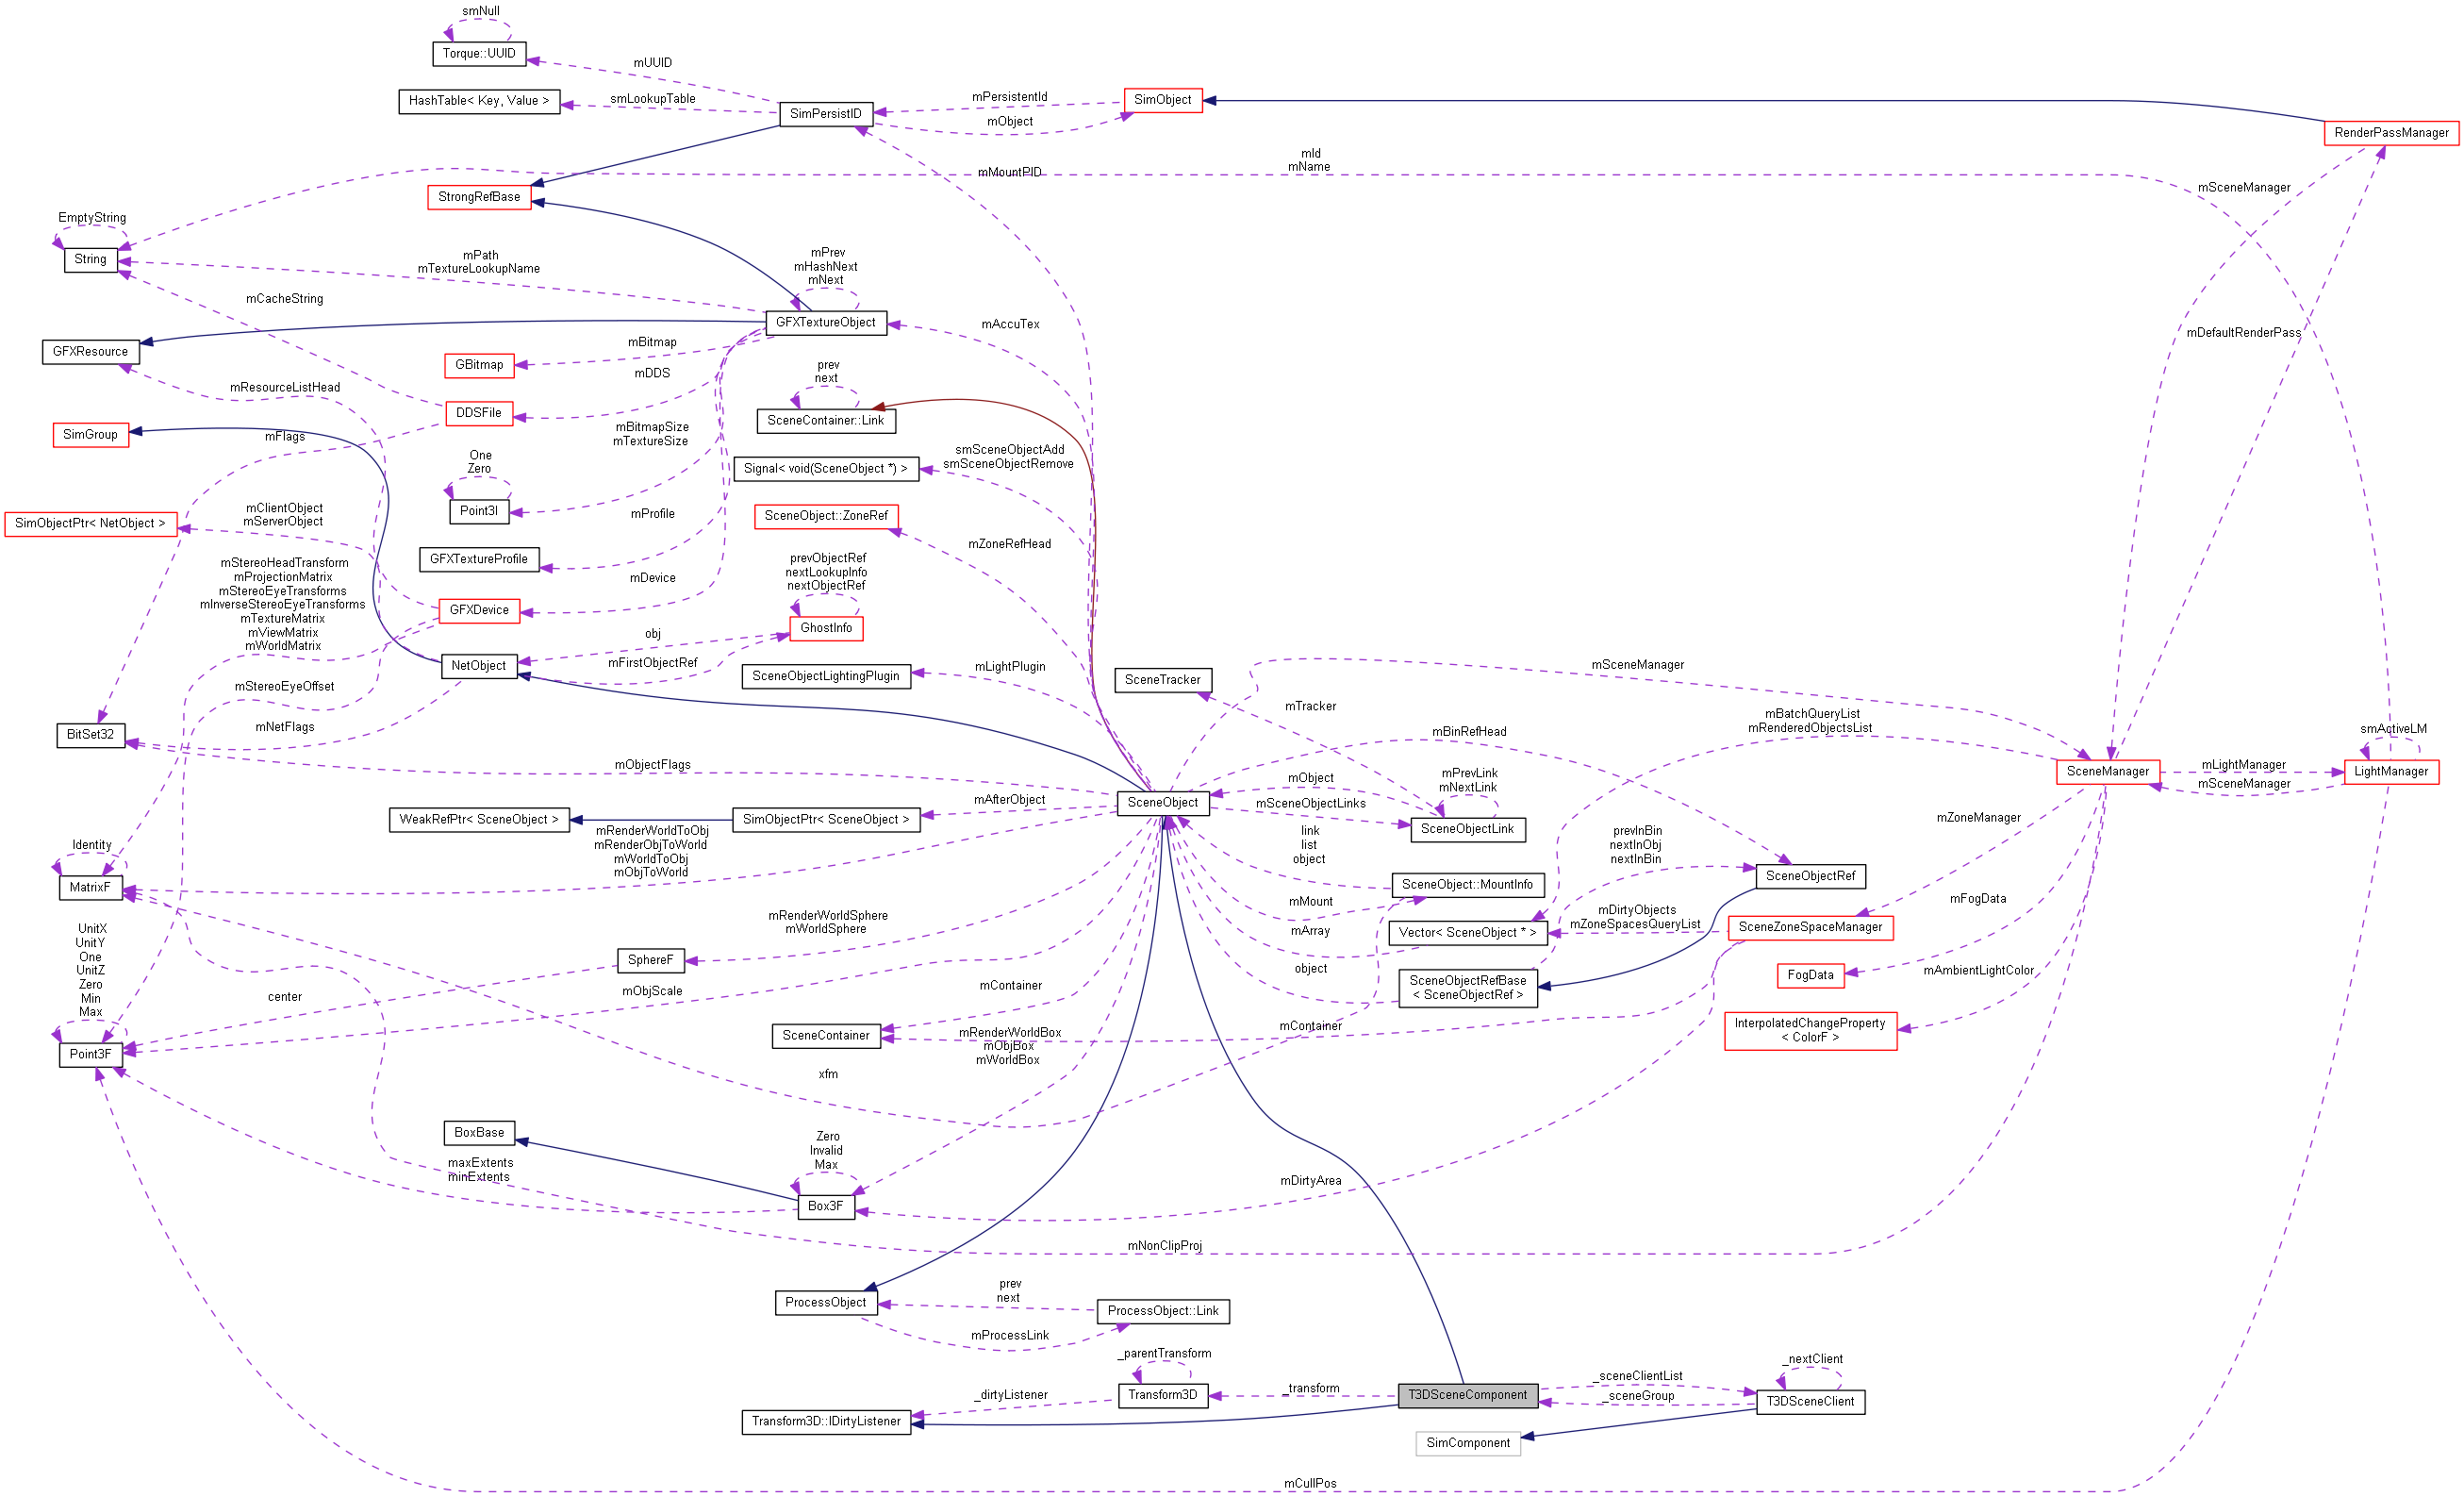 smNull
Torque::UUID
mUUID
HashTable< Key, Value >
smLookupTable
SimPersistID
mPersistentId
mObject
SimObject
RenderPassManager
mId
mName
mMountPID
mSceneManager
StrongRefBase
EmptyString
String
mPath
mTextureLookupName
mPrev
mHashNext
mNext
mCacheString
GFXTextureObject
mAccuTex
mDefaultRenderPass
GFXResource
mBitmap
GBitmap
mDDS
prev
next
mResourceListHead
DDSFile
SceneContainer::Link
SimGroup
mFlags
mBitmapSize
mTextureSize
One
Zero
Signal< void(SceneObject *) >
smSceneObjectAdd
smSceneObjectRemove
Point3I
mClientObject
mServerObject
SimObjectPtr< NetObject >
mProfile
SceneObject::ZoneRef
mZoneRefHead
GFXTextureProfile
prevObjectRef
nextLookupInfo
nextObjectRef
mStereoHeadTransform
mProjectionMatrix
mStereoEyeTransforms
mInverseStereoEyeTransforms
mTextureMatrix
mViewMatrix
mWorldMatrix
mDevice
GFXDevice
GhostInfo
obj
mFirstObjectRef
NetObject
SceneObjectLightingPlugin
mLightPlugin
SceneTracker
mSceneManager
mStereoEyeOffset
mTracker
mBatchQueryList
mRenderedObjectsList
mNetFlags
BitSet32
mBinRefHead
smActiveLM
mObjectFlags
mObject
mPrevLink
mNextLink
SceneManager
mLightManager
mSceneManager
LightManager
mAfterObject
SceneObject
mSceneObjectLinks
SceneObjectLink
WeakRefPtr< SceneObject >
SimObjectPtr< SceneObject >
mZoneManager
mRenderWorldToObj
mRenderObjToWorld
mWorldToObj
mObjToWorld
link
list
object
prevInBin
nextInObj
nextInBin
Identity
MatrixF
SceneObject::MountInfo
SceneObjectRef
mMount
mFogData
mRenderWorldSphere
mWorldSphere
mDirtyObjects
mZoneSpacesQueryList
mArray
Vector< SceneObject * >
SceneZoneSpaceManager
UnitX
UnitY
One
UnitZ
Zero
Min
Max
SphereF
center
mObjScale
mContainer
object
SceneObjectRefBase
< SceneObjectRef >
FogData
mAmbientLightColor
SceneContainer
mRenderWorldBox
mObjBox
mWorldBox
mContainer
InterpolatedChangeProperty
< ColorF >
Point3F
xfm
BoxBase
Zero
Invalid
Max
maxExtents
minExtents
Box3F
mDirtyArea
mNonClipProj
ProcessObject
prev
next
ProcessObject::Link
mProcessLink
_parentTransform
_nextClient
_dirtyListener
Transform3D
_transform
T3DSceneComponent
_sceneClientList
_sceneGroup
T3DSceneClient
Transform3D::IDirtyListener
SimComponent
mCullPos